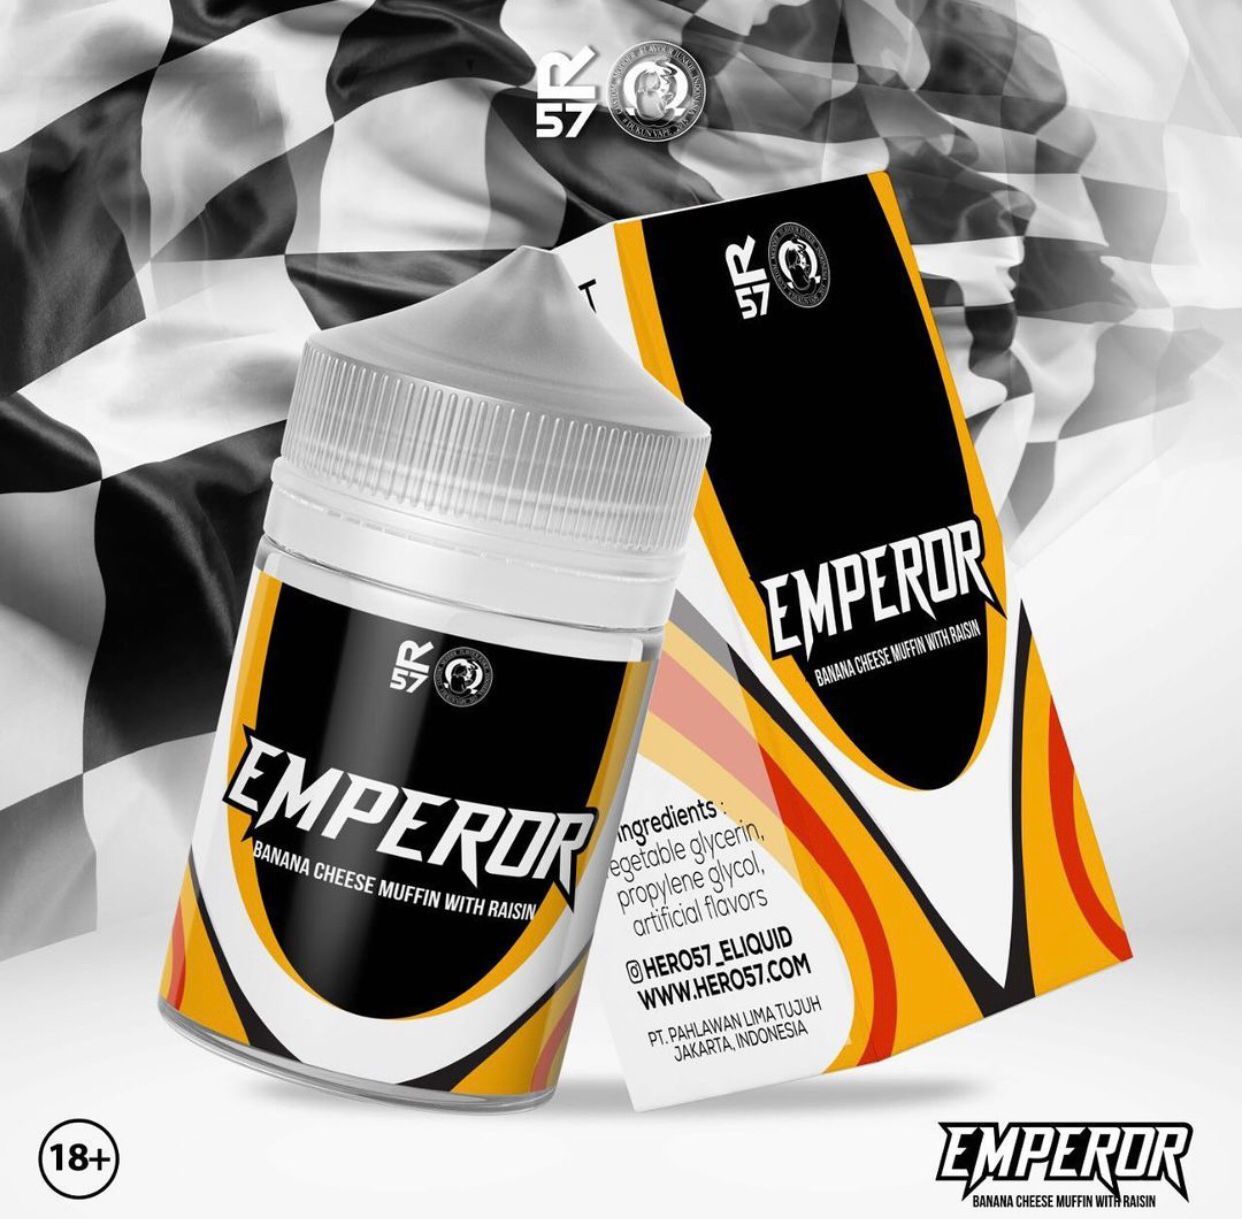 R
57
T
R
57
EMPEROR
BANANA CHEESE MUFFIN WITH RAISIN
R
57
EMPEROR
BANANA CHEESE MUFFIN WITH RAISIN
ingredients :
egetable glycerin,
propylene glycol,
artificial flavors
HERO57_ELIQUID
WWW.HERO57.COM
PT. PAHLAWAN LIMA TUJUH
JAKARTA, INDONESIA
18+
EMPEROR
BANANA CHEESE MUFFIN WITH RAISIN